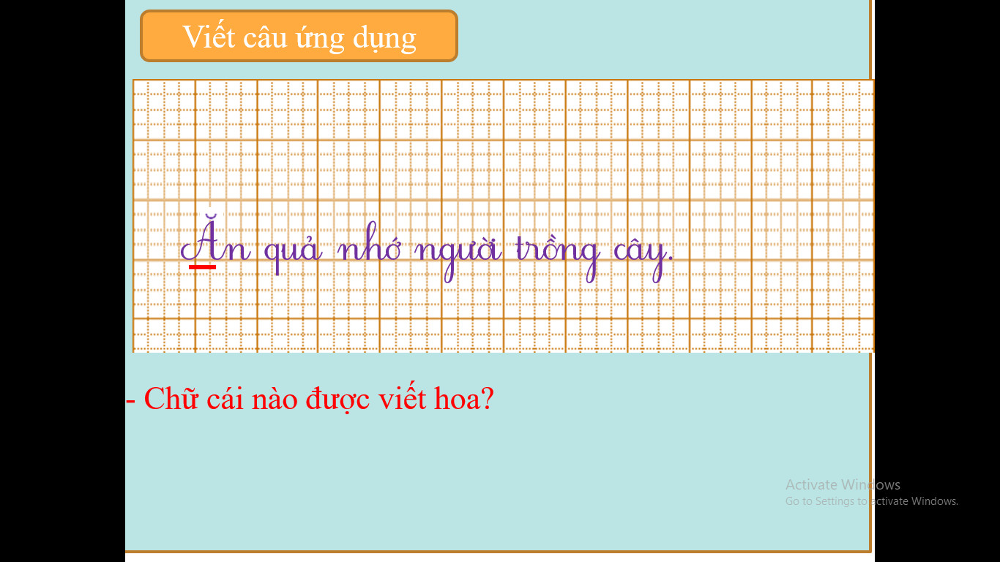 Viết câu ứng dụng
Ăn quả nhớ người trồng cây.
- Chữ cái nào được viết hoa?
Activate Windows
Go to Settings to activate Windows.